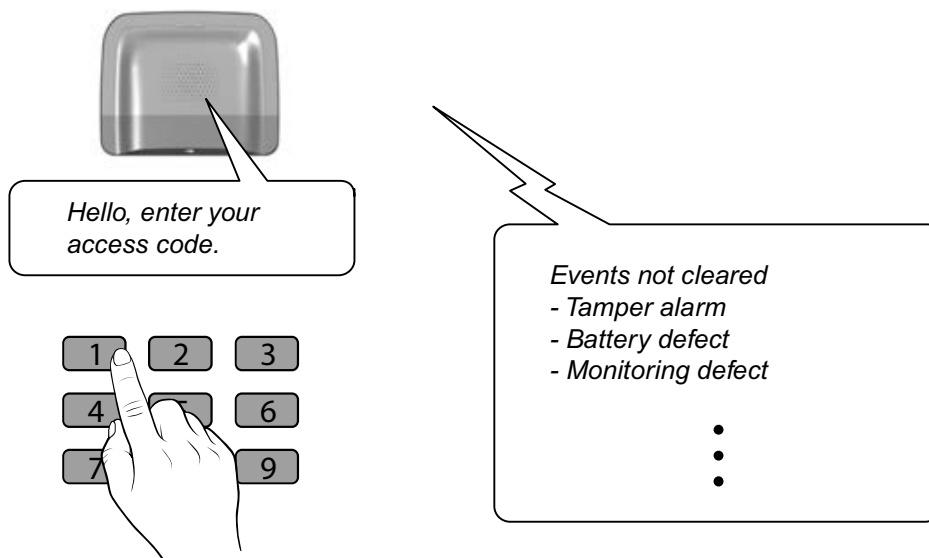 Hello, enter your
access code.
Events not cleared
- Tamper alarm
- Battery defect
- Monitoring defect
1 2 3
4 6
7 9